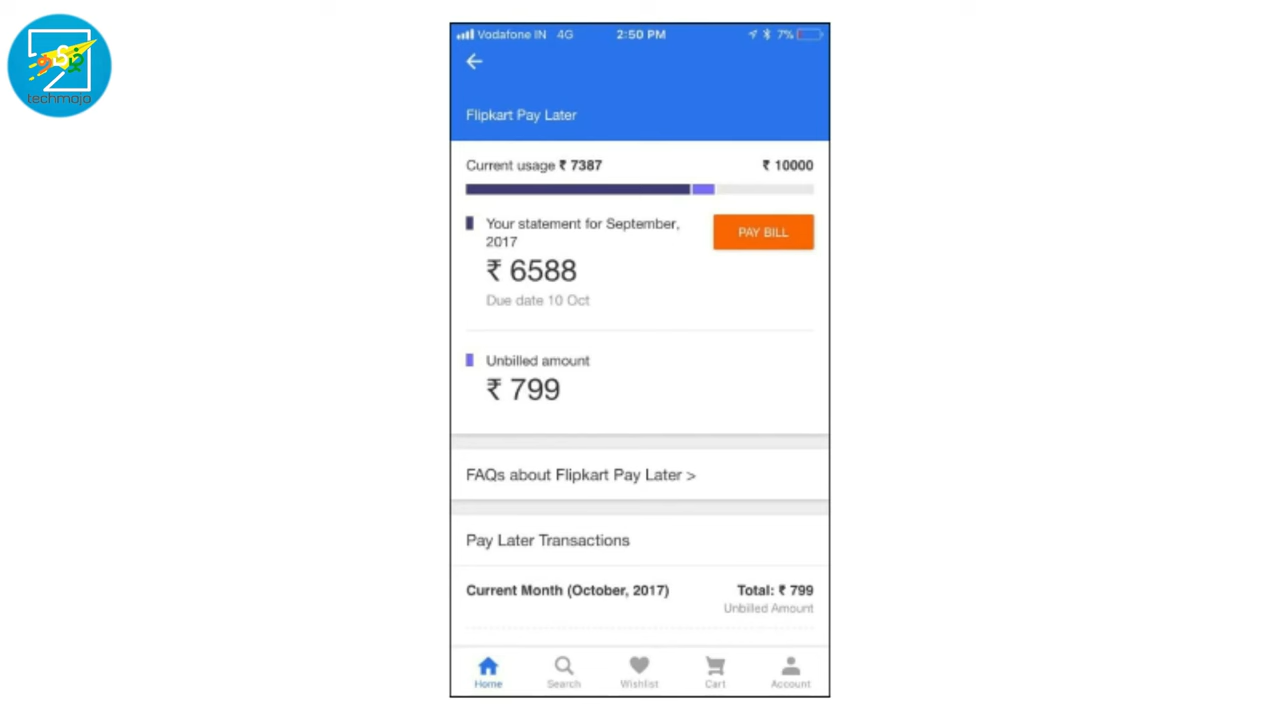 தமிழ்
techmojo
Vodafone IN 4G 2:50 PM 7%
Flipkart Pay Later
Current usage ₹ 7387 ₹ 10000
Your statement for September,
2017
PAY BILL
₹ 6588
Due date 10 Oct
Unbilled amount
₹ 799
FAQs about Flipkart Pay Later >
Pay Later Transactions
Current Month (October, 2017) Total: ₹ 799
Unbilled Amount
Home Search Wishlist Cart Account